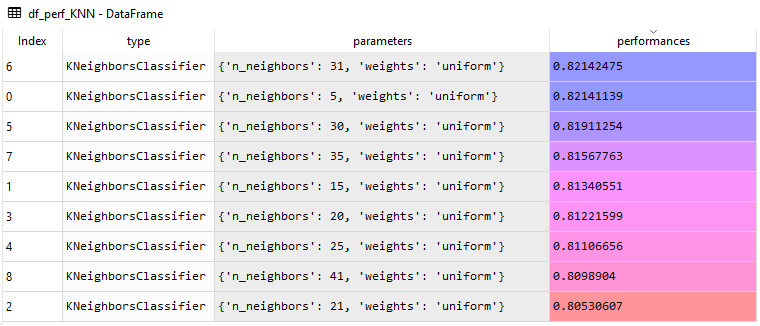 df_perf_KNN - DataFrame
Index type parameters performances
6 KNeighborsClassifier {'n_neighbors': 31, 'weights': 'uniform'} 0.82142475
0 KNeighborsClassifier {'n_neighbors': 5, 'weights': 'uniform'} 0.82141139
5 KNeighborsClassifier {'n_neighbors': 30, 'weights': 'uniform'} 0.81911254
7 KNeighborsClassifier {'n_neighbors': 35, 'weights': 'uniform'} 0.81567763
1 KNeighborsClassifier {'n_neighbors': 15, 'weights': 'uniform'} 0.81340551
3 KNeighborsClassifier {'n_neighbors': 20, 'weights': 'uniform'} 0.81221599
4 KNeighborsClassifier {'n_neighbors': 25, 'weights': 'uniform'} 0.81106656
8 KNeighborsClassifier {'n_neighbors': 41, 'weights': 'uniform'} 0.8098904
2 KNeighborsClassifier {'n_neighbors': 21, 'weights': 'uniform'} 0.80530607